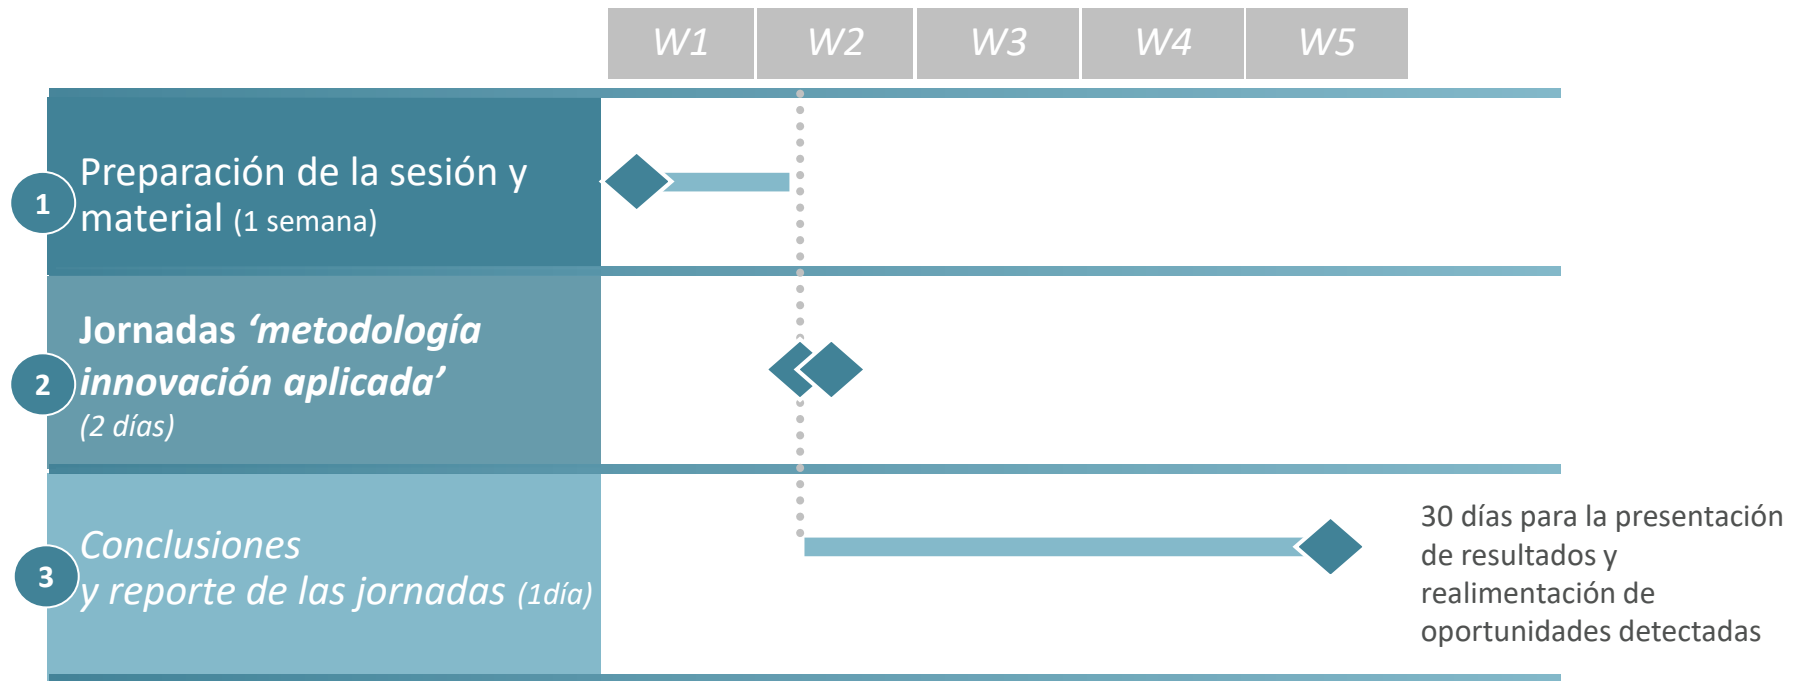 W1 W2 W3 W4 W5
1
Preparación de la sesión y
material (1 semana)
2
Jornadas ‘metodología
innovación aplicada’
(2 días)
3
Conclusiones
y reporte de las jornadas (1día)
30 días para la presentación
de resultados y
realimentación de
oportunidades detectadas